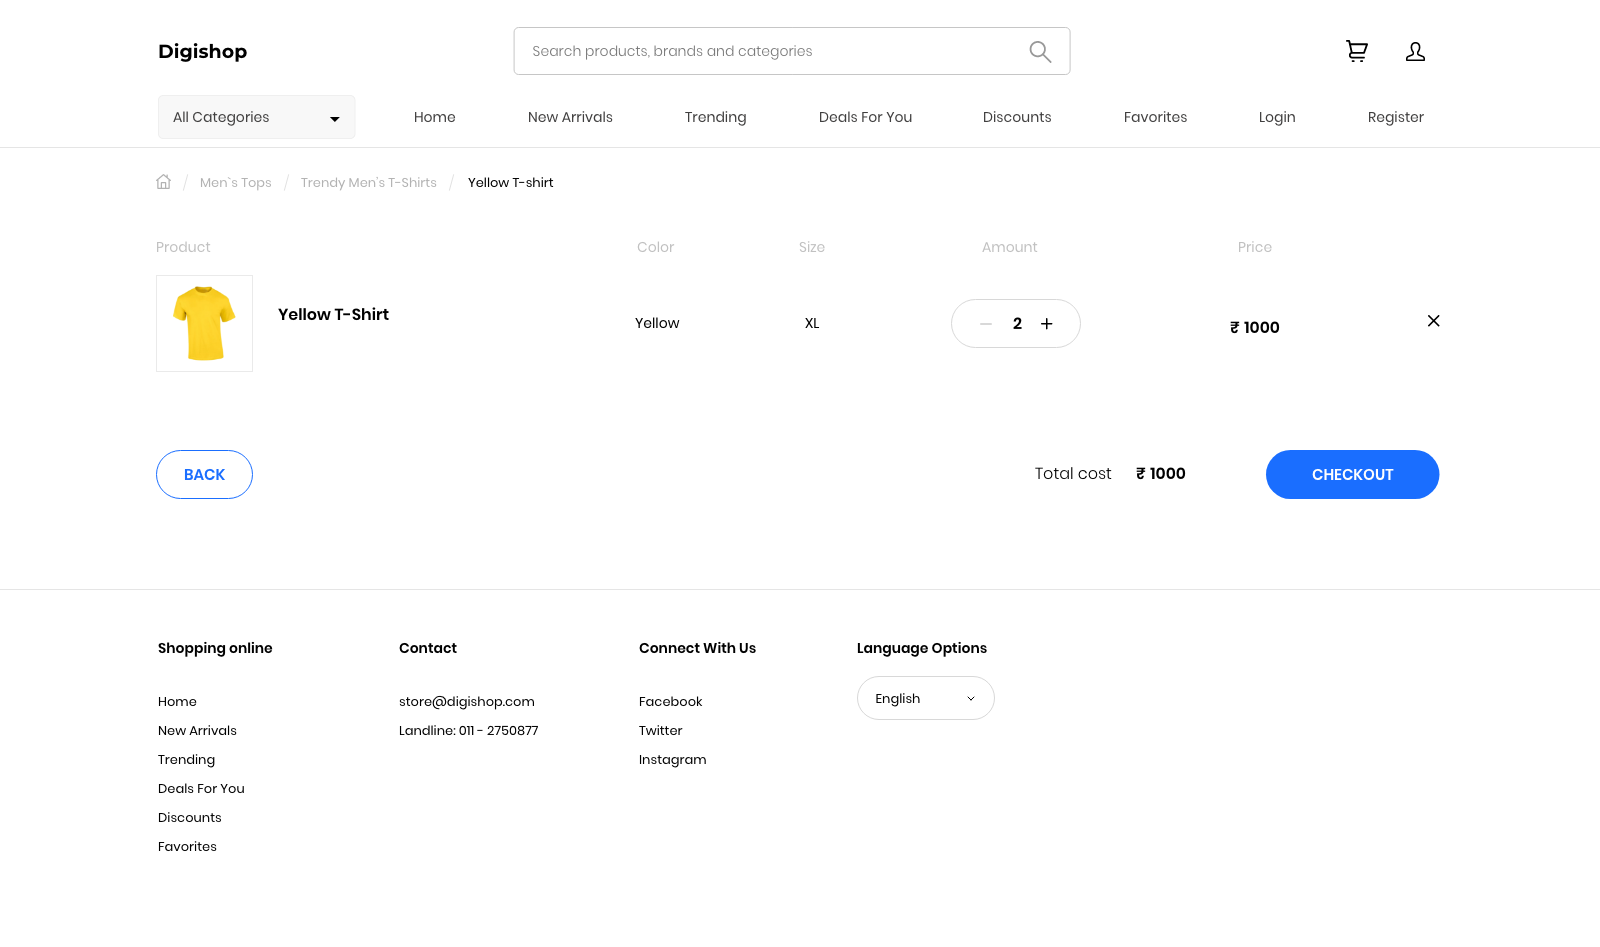 Digishop
Search products, brands and categories
All Categories
Home
New Arrivals
Trending
Deals For You
Discounts
Favorites
Login
Register
Men`s Tops / Trendy Men's T-Shirts / Yellow T-shirt
Product
Color
Size
Amount
Price
Yellow T-Shirt
Yellow
XL
2
₹ 1000
BACK
Total cost ₹ 1000
CHECKOUT
Shopping online
Home
New Arrivals
Trending
Deals For You
Discounts
Favorites
Contact
store@digishop.com
Landline: 011 - 2750877
Connect With Us
Facebook
Twitter
Instagram
Language Options
English